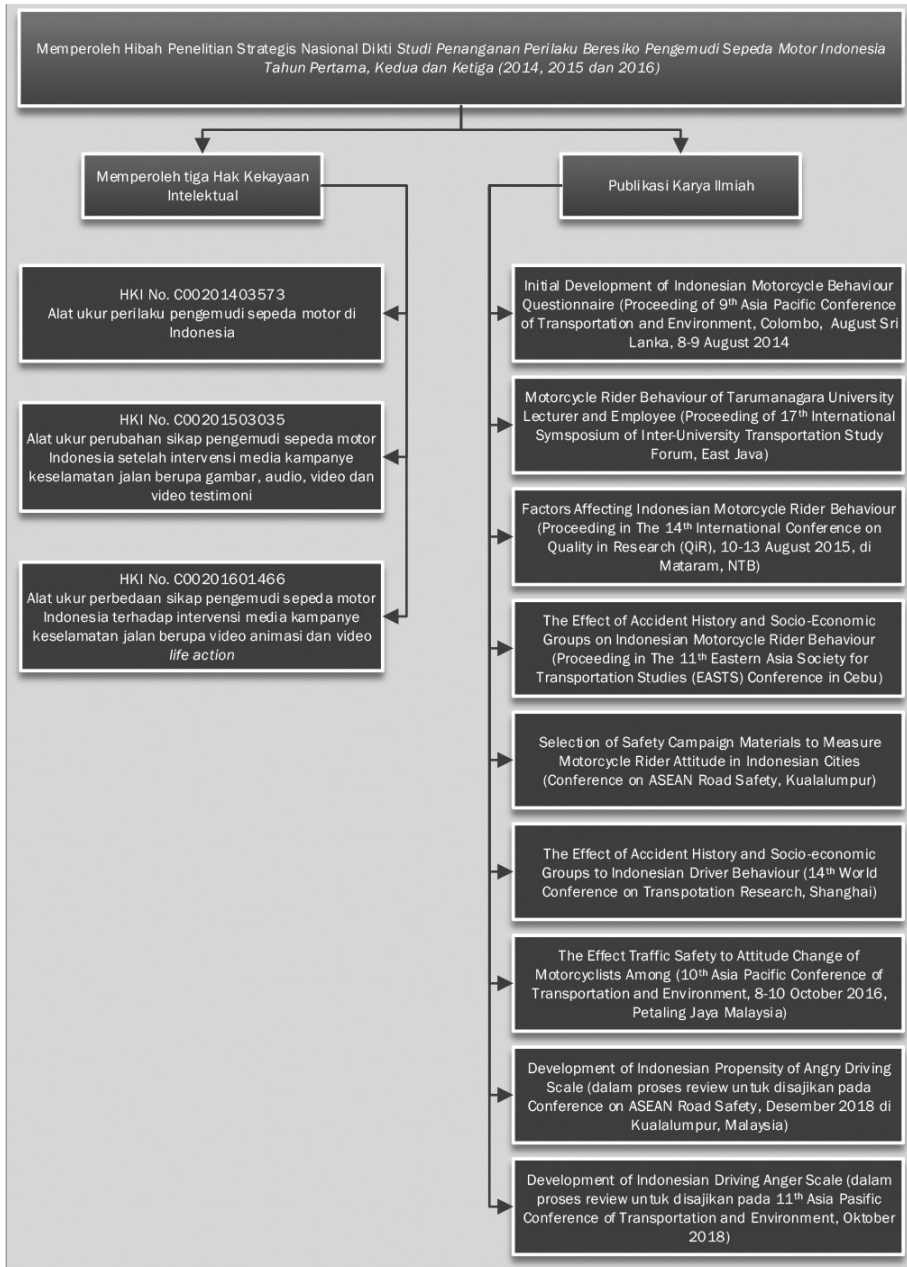 Memperoleh Hibah Penelitian Strategis Nasional Dikti Studi Penanganan Perilaku Beresiko Pengemudi Sepeda Motor Indonesia
Tahun Pertama, Kedua dan Ketiga (2014, 2015 dan 2016)
Memperoleh tiga Hak Kekayaan
Intelektual
HKI No. C00201403573
Alat ukur perilaku pengemudi sepeda motor di
Indonesia
HKI No. C00201503035
Alat ukur perubahan sikap pengemudi sepeda motor
Indonesia setelah intervensi media kampanye
keselamatan jalan berupa gambar, audio, video dan
video testimoni
HKI No. C00201601466
Alat ukur perbedaan sikap pengemudi sepeda motor
Indonesia terhadap intervensi media kampanye
keselamatan jalan berupa video animasi dan video
life action
Publikasi Karya Ilmiah
Initial Development of Indonesian Motorcycle Behaviour
Questionnaire (Proceeding of 9th Asia Pacific Conference
of Transportation and Environment, Colombo, August Sri
Lanka, 8-9 August 2014
Motorcycle Rider Behaviour of Tarumanagara University
Lecturer and Employee (Proceeding of 17th International
Symsposium of Inter-University Transportation Study
Forum, East Java)
Factors Affecting Indonesian Motorcycle Rider Behaviour
(Proceeding in The 14th International Conference on
Quality in Research (QiR), 10-13 August 2015, di
Mataram, NTB)
The Effect of Accident History and Socio-Economic
Groups on Indonesian Motorcycle Rider Behaviour
(Proceeding in The 11th Eastern Asia Society for
Transportation Studies (EASTS) Conference in Cebu)
Selection of Safety Campaign Materials to Measure
Motorcycle Rider Attitude in Indonesian Cities
(Conference on ASEAN Road Safety, Kualalumpur)
The Effect of Accident History and Socio-economic
Groups to Indonesian Driver Behaviour (14th World
Conference on Transpotation Research, Shanghai)
The Effect Traffic Safety to Attitude Change of
Motorcyclists Among (10th Asia Pacific Conference of
Transportation and Environment, 8-10 October 2016,
Petaling Jaya Malaysia)
Development of Indonesian Propensity of Angry Driving
Scale (dalam proses review untuk disajikan pada
Conference on ASEAN Road Safety, Desember 2018 di
Kualalumpur, Malaysia)
Development of Indonesian Driving Anger Scale (dalam
proses review untuk disajikan pada 11th Asia Pasific
Conference of Transportation and Environment, Oktober
2018)